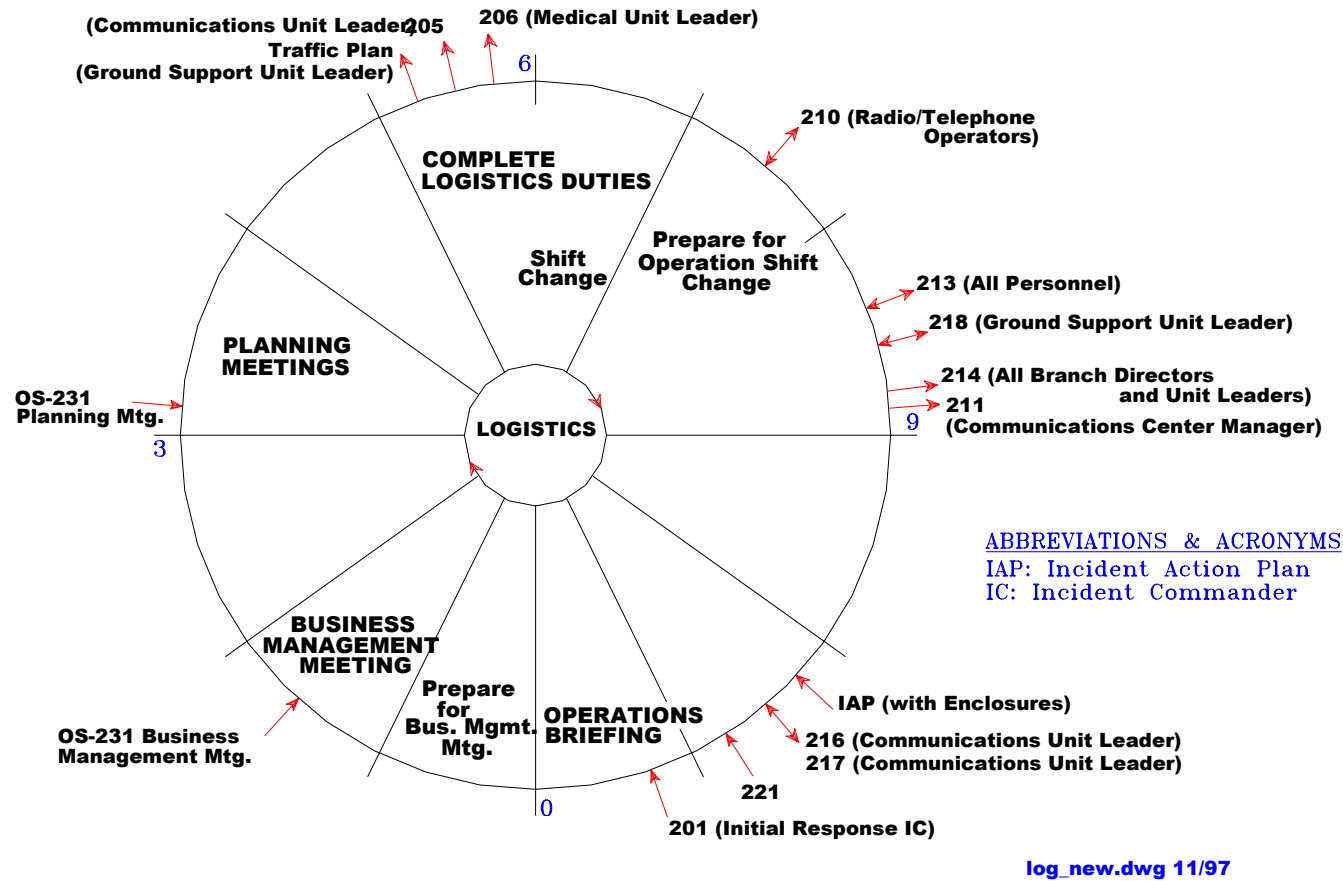 (Communications Unit Leader)
205
206 (Medical Unit Leader)
Traffic Plan
(Ground Support Unit Leader)
6
210 (Radio/Telephone
Operators)
COMPLETE
LOGISTICS DUTIES
Shift
Change
Prepare for
Operation Shift
Change
213 (All Personnel)
218 (Ground Support Unit Leader)
PLANNING
MEETINGS
214 (All Branch Directors
and Unit Leaders)
211
(Communications Center Manager)
OS-231
Planning Mtg.
3
LOGISTICS
9
ABBREVIATIONS & ACRONYMS
IAP: Incident Action Plan
IC: Incident Commander
BUSINESS
MANAGEMENT
MEETING
Prepare
for
Bus. Mgmt.
Mtg.
OPERATIONS
BRIEFING
IAP (with Enclosures)
OS-231 Business
Management Mtg.
216 (Communications Unit Leader)
217 (Communications Unit Leader)
221
0
201 (Initial Response IC)
log_new.dwg 11/97